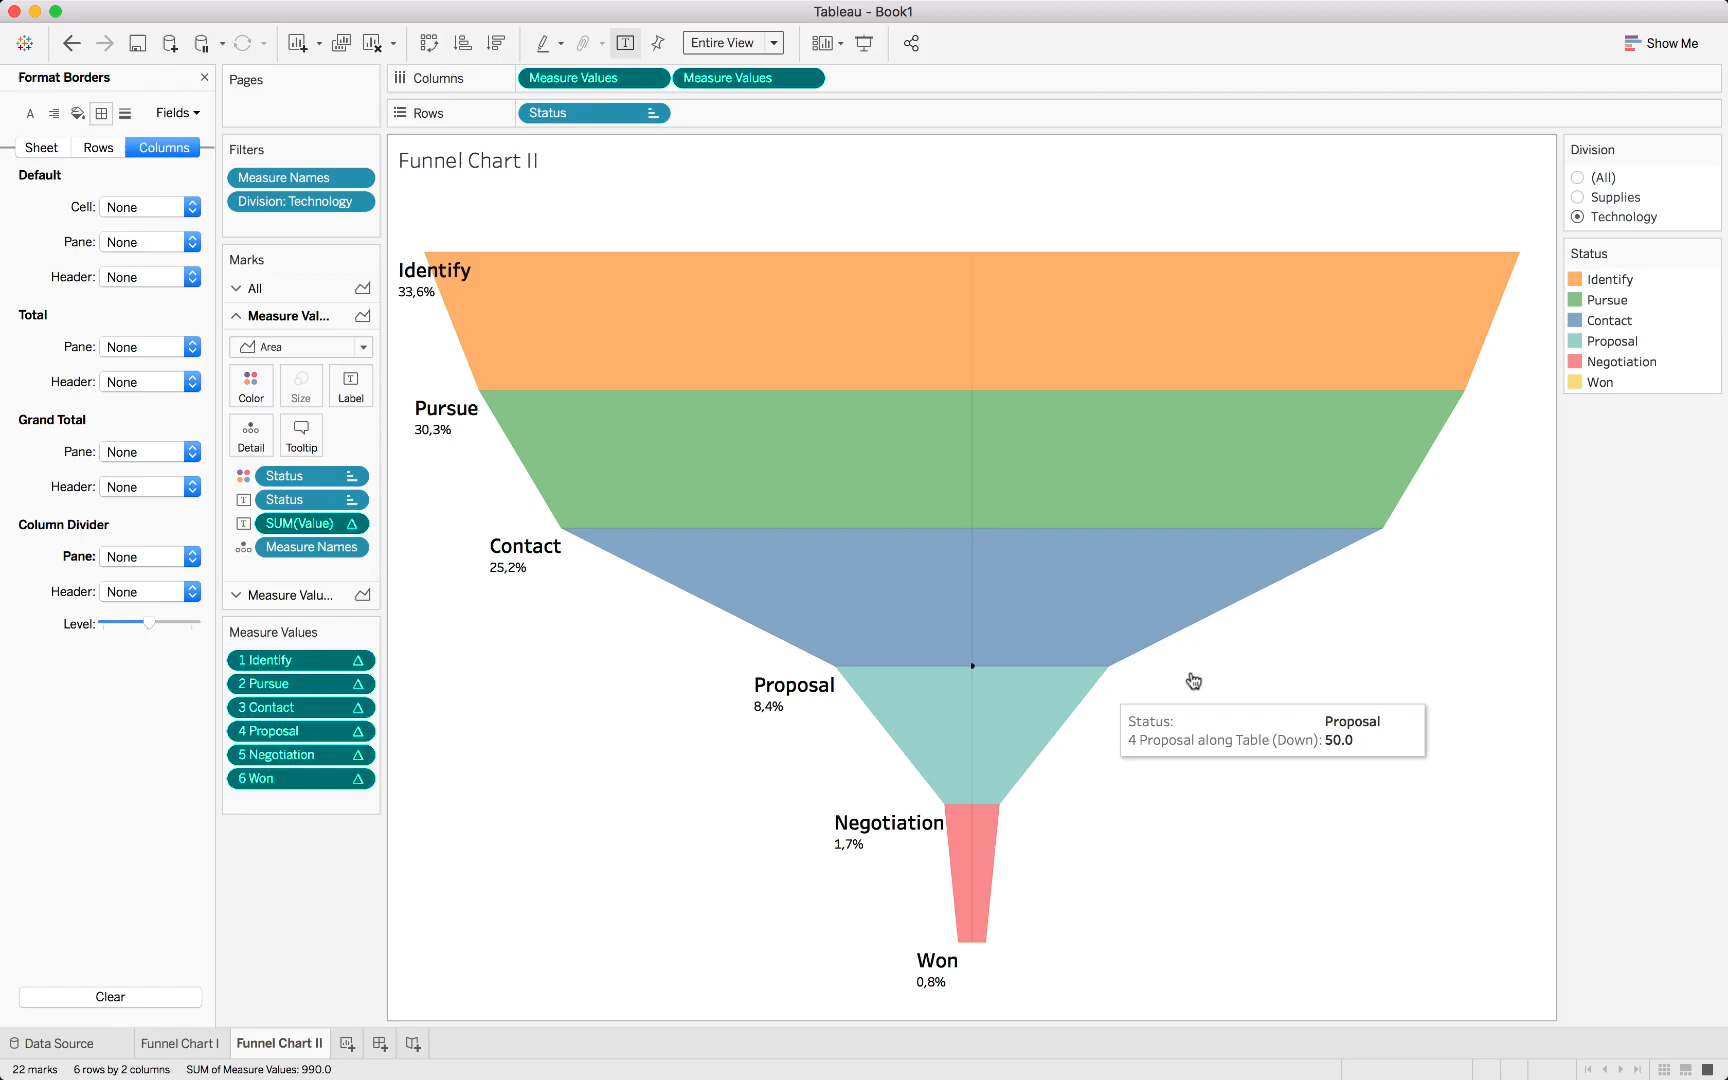 Tableau - Book1
Entire View
Show Me
Format Borders
Fields
Sheet Rows Columns
Default
Cell: None
Pane: None
Header: None
Total
Pane: None
Header: None
Grand Total
Pane: None
Header: None
Column Divider
Pane: None
Header: None
Level:
Clear
Pages
Filters
Measure Names
Division: Technology
Marks
All
Measure Val...
Area
Color Size Label
Detail Tooltip
Status
Status
SUM(Value)
Measure Names
Measure Valu...
Measure Values
1 Identify
2 Pursue
3 Contact
4 Proposal
5 Negotiation
6 Won
Columns Measure Values Measure Values
Rows Status
Funnel Chart II
Identify
33,6%
Pursue
30,3%
Contact
25,2%
Proposal
8,4%
Negotiation
1,7%
Won
0,8%
Status: Proposal
4 Proposal along Table (Down): 50.0
Division
(All)
Supplies
Technology
Status
Identify
Pursue
Contact
Proposal
Negotiation
Won
Data Source Funnel Chart I Funnel Chart II
22 marks 6 rows by 2 columns SUM of Measure Values: 990.0